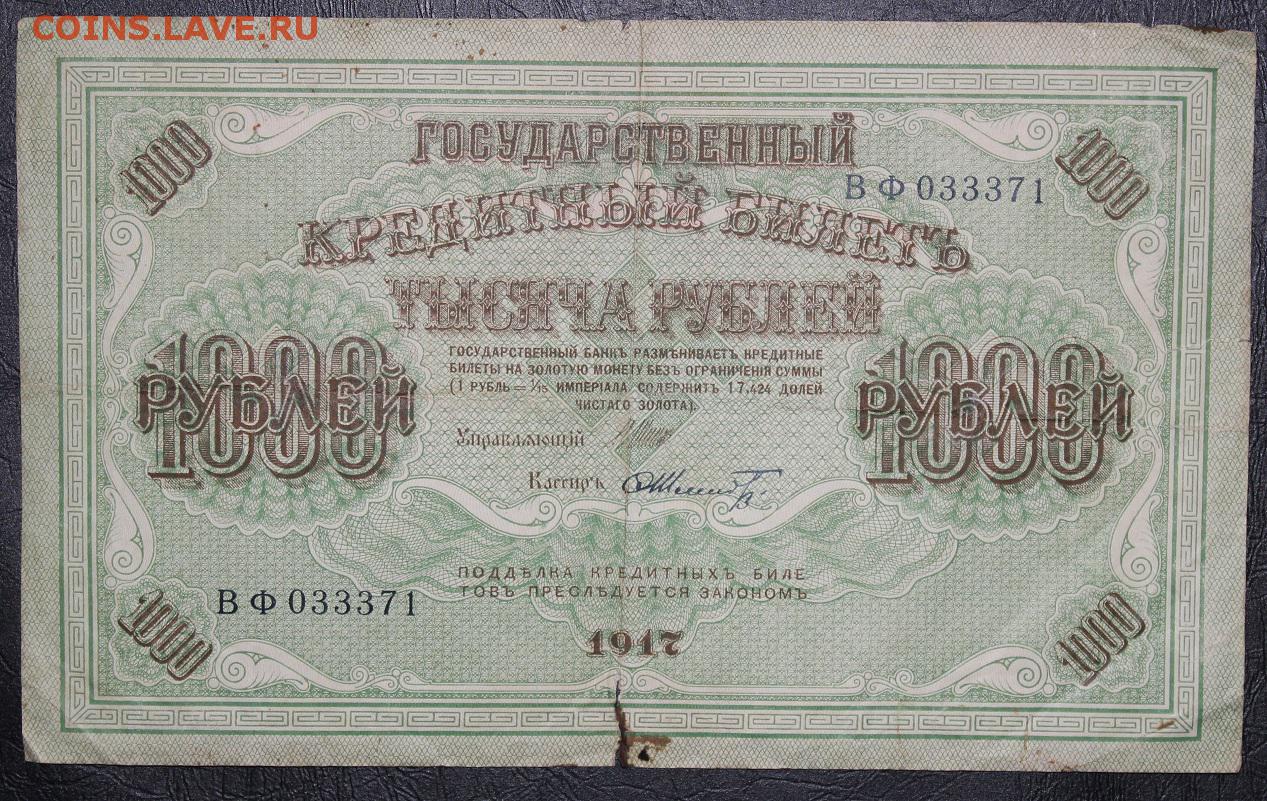 COINS.LAVE.RU
1000
1000
ГОСУДАРСТВЕННЫЙ
ВФ 033371
КРЕДИТНЫЙ БИЛЕТЪ
ТЫСЯЧА РУБЛЕЙ
1000
РУБЛЕЙ
1000
РУБЛЕЙ
ГОСУДАРСТВЕННЫЙ БАНКЪ РАЗМѢНИВАЕТЪ КРЕДИТНЫЕ
БИЛЕТЫ НА ЗОЛОТУЮ МОНЕТУ БЕЗЪ ОГРАНИЧЕНІЯ СУММЫ
(1 РУБЛЬ = 1/15 ИМПЕРІАЛА, СОДЕРЖИТЪ 17,424 ДОЛЕЙ
ЧИСТАГО ЗОЛОТА).
Управляющій
Кассиръ
ПОДДѢЛКА КРЕДИТНЫХЪ БИЛЕ
ТОВЪ ПРЕСЛѢДУЕТСЯ ЗАКОНОМЪ
ВФ 033371
1917
1000
1000